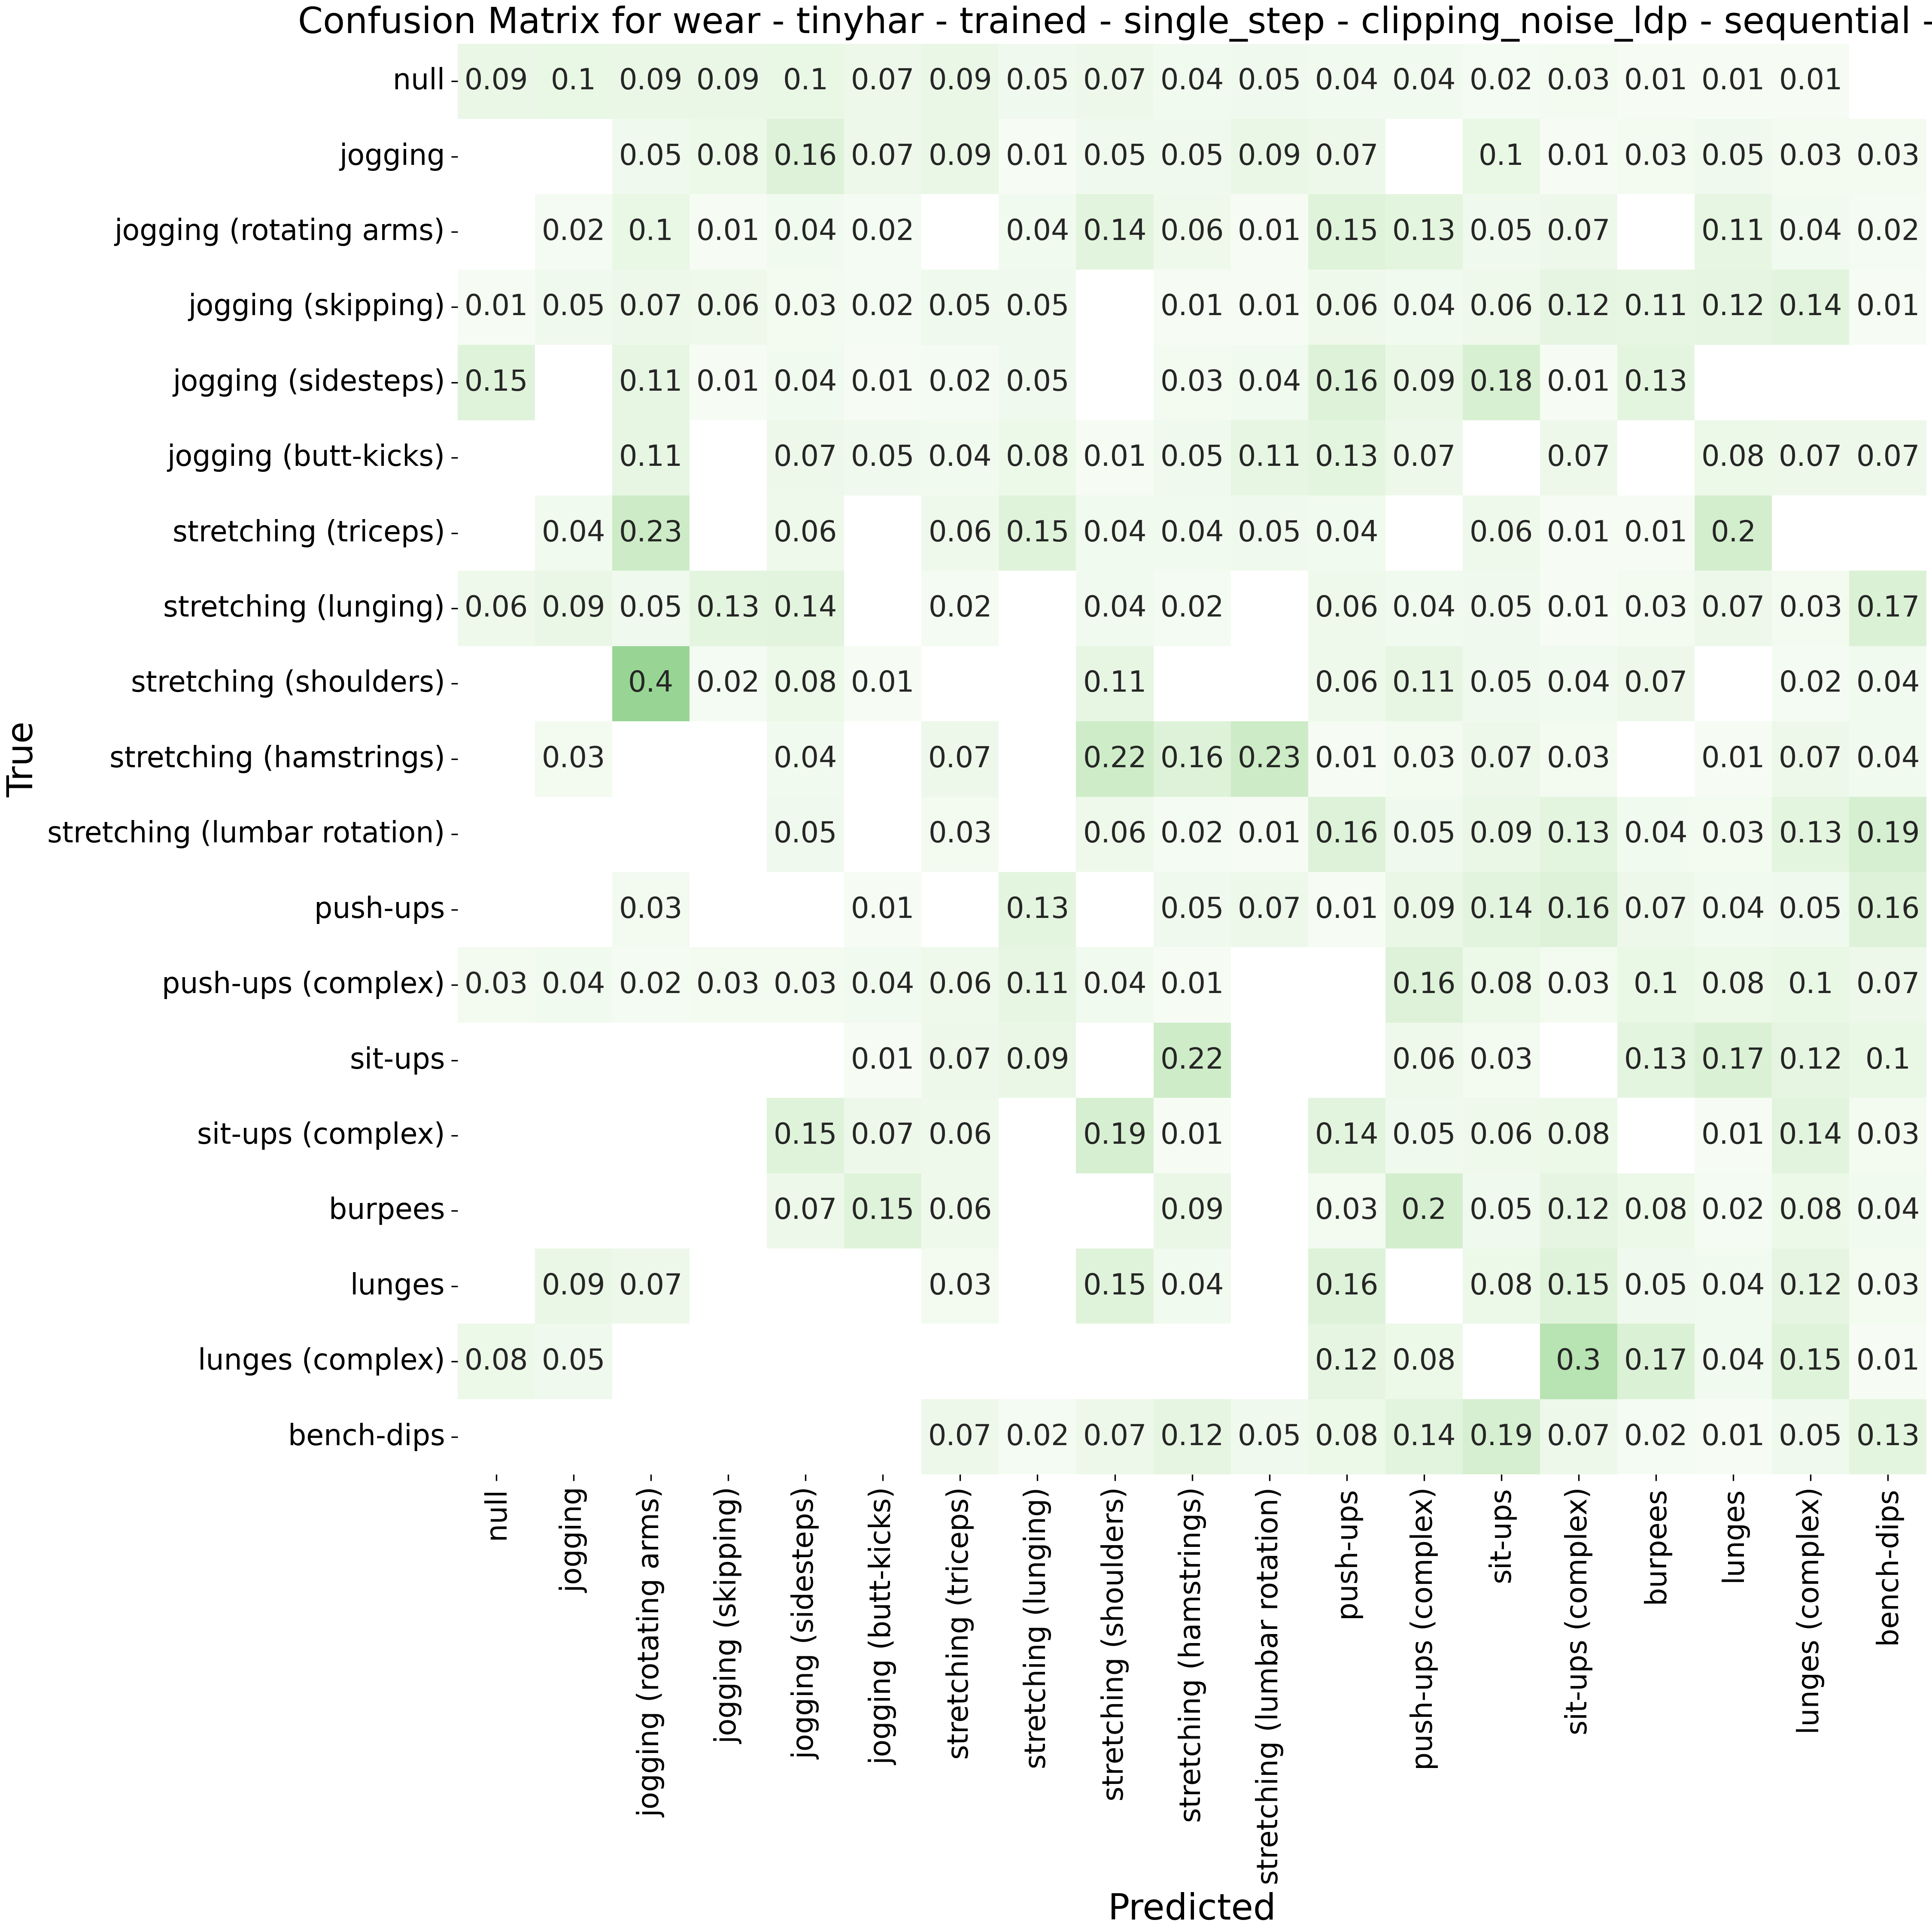 Confusion Matrix for wear - tinyhar - trained - single_step - clipping_noise_ldp - sequential -
null 0.09 0.1 0.09 0.09 0.1 0.07 0.09 0.05 0.07 0.04 0.05 0.04 0.04 0.02 0.03 0.01 0.01 0.01
jogging 0.05 0.08 0.16 0.07 0.09 0.01 0.05 0.05 0.09 0.07 0.1 0.01 0.03 0.05 0.03 0.03
jogging (rotating arms) 0.02 0.1 0.01 0.04 0.02 0.04 0.14 0.06 0.01 0.15 0.13 0.05 0.07 0.11 0.04 0.02
jogging (skipping) 0.01 0.05 0.07 0.06 0.03 0.02 0.05 0.05 0.01 0.01 0.06 0.04 0.06 0.12 0.11 0.12 0.14 0.01
jogging (sidesteps) 0.15 0.11 0.01 0.04 0.01 0.02 0.05 0.03 0.04 0.16 0.09 0.18 0.01 0.13
jogging (butt-kicks) 0.11 0.07 0.05 0.04 0.08 0.01 0.05 0.11 0.13 0.07 0.07 0.08 0.07 0.07
stretching (triceps) 0.04 0.23 0.06 0.06 0.15 0.04 0.04 0.05 0.04 0.06 0.01 0.01 0.2
stretching (lunging) 0.06 0.09 0.05 0.13 0.14 0.02 0.04 0.02 0.06 0.04 0.05 0.01 0.03 0.07 0.03 0.17
stretching (shoulders) 0.4 0.02 0.08 0.01 0.11 0.06 0.11 0.05 0.04 0.07 0.02 0.04
stretching (hamstrings) 0.03 0.04 0.07 0.22 0.16 0.23 0.01 0.03 0.07 0.03 0.01 0.07 0.04
stretching (lumbar rotation) 0.05 0.03 0.06 0.02 0.01 0.16 0.05 0.09 0.13 0.04 0.03 0.13 0.19
push-ups 0.03 0.01 0.13 0.05 0.07 0.01 0.09 0.14 0.16 0.07 0.04 0.05 0.16
push-ups (complex) 0.03 0.04 0.02 0.03 0.03 0.04 0.06 0.11 0.04 0.01 0.16 0.08 0.03 0.1 0.08 0.1 0.07
sit-ups 0.01 0.07 0.09 0.22 0.06 0.03 0.13 0.17 0.12 0.1
sit-ups (complex) 0.15 0.07 0.06 0.19 0.01 0.14 0.05 0.06 0.08 0.01 0.14 0.03
burpees 0.07 0.15 0.06 0.09 0.03 0.2 0.05 0.12 0.08 0.02 0.08 0.04
lunges 0.09 0.07 0.03 0.15 0.04 0.16 0.08 0.15 0.05 0.04 0.12 0.03
lunges (complex) 0.08 0.05 0.12 0.08 0.3 0.17 0.04 0.15 0.01
bench-dips 0.07 0.02 0.07 0.12 0.05 0.08 0.14 0.19 0.07 0.02 0.01 0.05 0.13
True
null
jogging
jogging (rotating arms)
jogging (skipping)
jogging (sidesteps)
jogging (butt-kicks)
stretching (triceps)
stretching (lunging)
stretching (shoulders)
stretching (hamstrings)
stretching (lumbar rotation)
push-ups
push-ups (complex)
sit-ups
sit-ups (complex)
burpees
lunges
lunges (complex)
bench-dips
Predicted